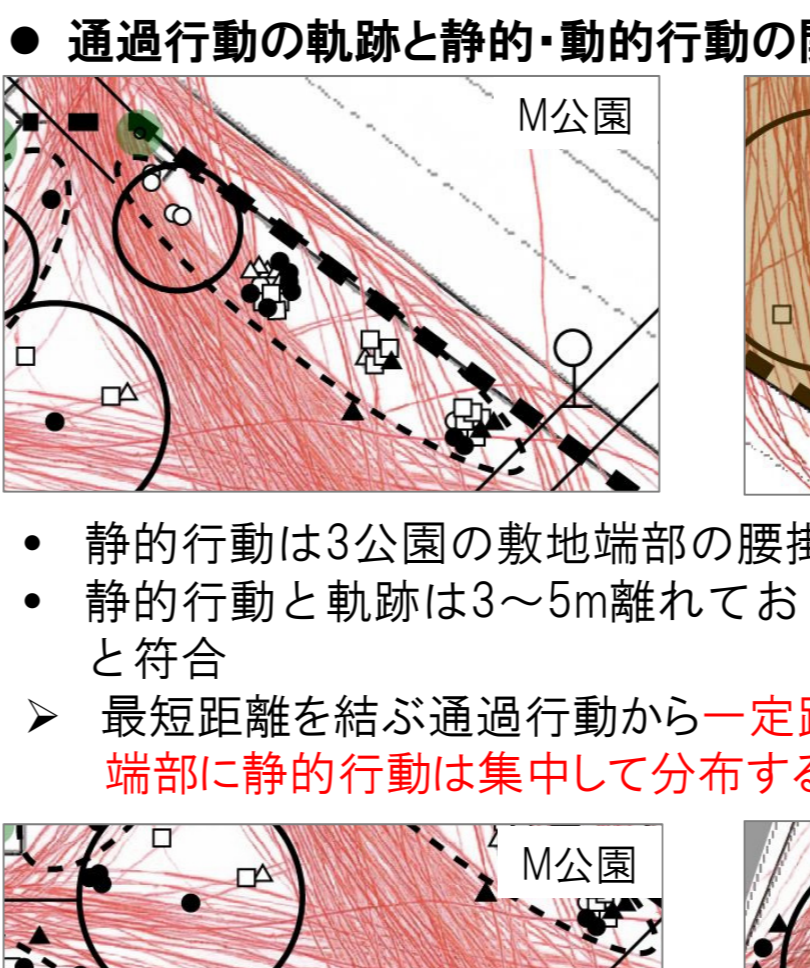 ● 通過行動の軌跡と静的・動的行動の
M公園
• 静的行動は3公園の敷地端部の腰
• 静的行動と軌跡は3～5m離れてお
と符合
➢ 最短距離を結ぶ通過行動から一定
端部に静的行動は集中して分布する
M公園